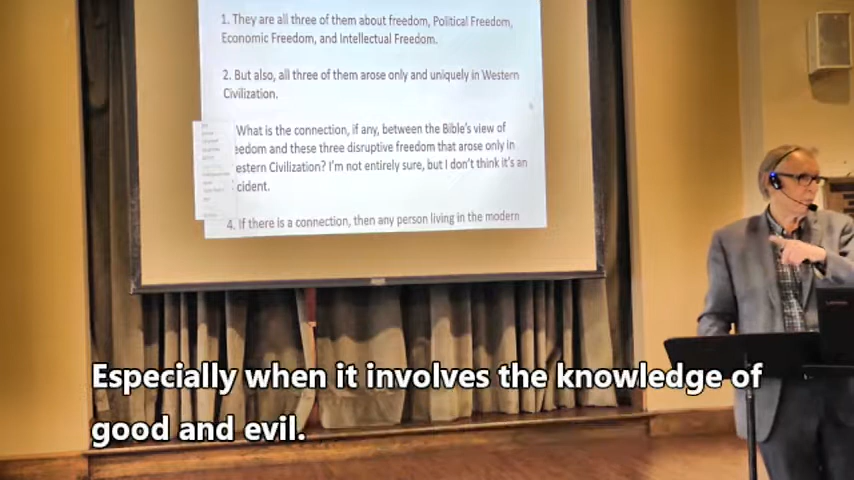 1. They are all three of them about freedom, Political Freedom,
Economic Freedom, and Intellectual Freedom.
2. But also, all three of them arose only and uniquely in Western
Civilization.
What is the connection, if any, between the Bible's view of
eedom and these three disruptive freedom that arose only in
estern Civilization? I'm not entirely sure, but I don't think it's an
cident.
4. If there is a connection, then any person living in the modern
Especially when it involves the knowledge of
good and evil.